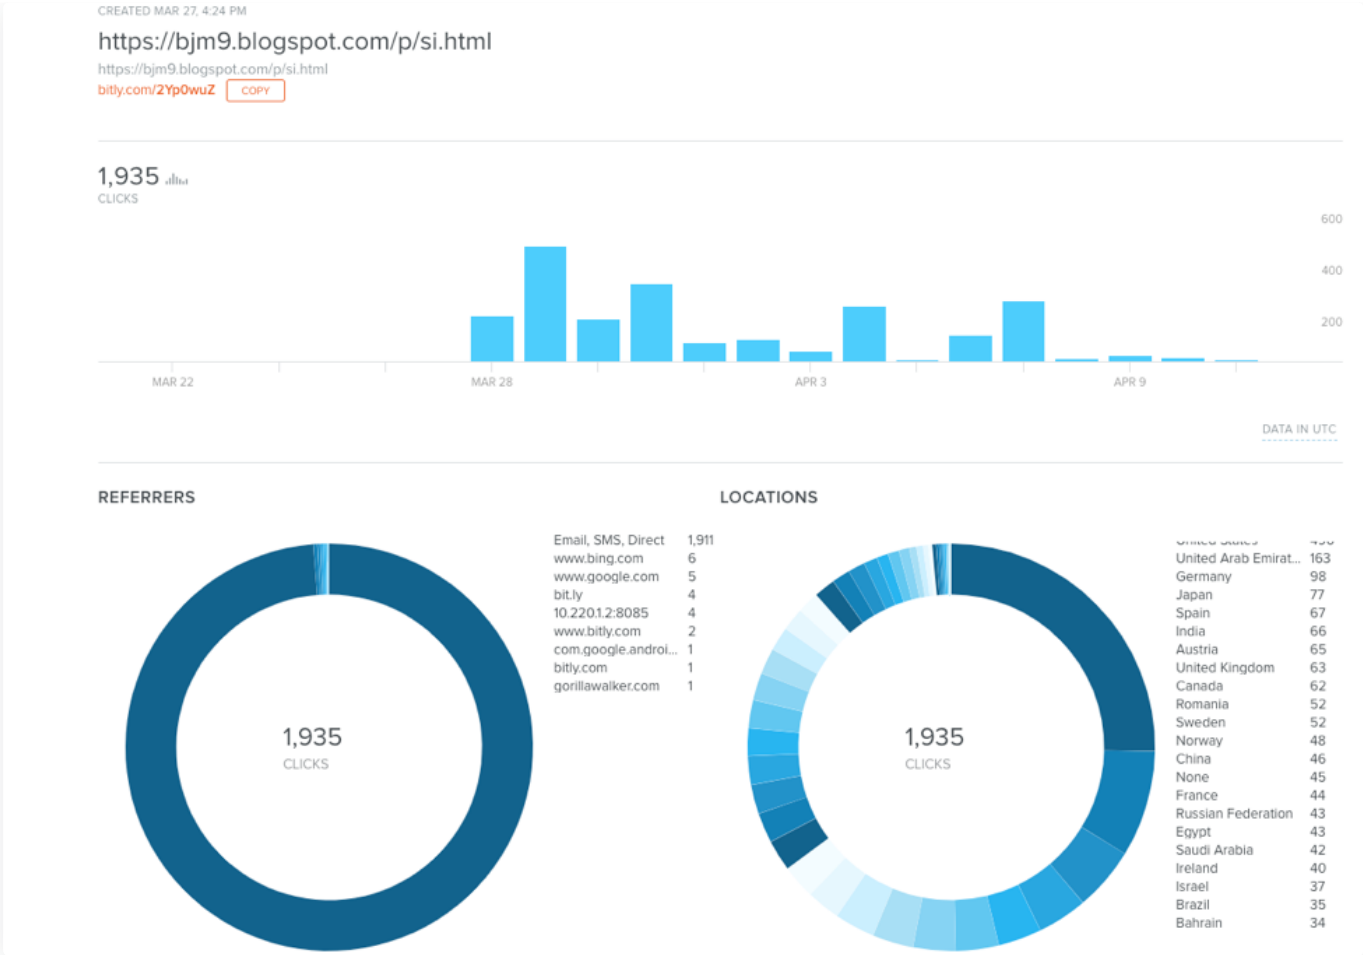 CREATED MAR 27, 4:24 PM
https://bjm9.blogspot.com/p/si.html
https://bjm9.blogspot.com/p/si.html
bitly.com/2Yp0wuZ COPY
1,935
CLICKS
600
400
200
MAR 22 MAR 28 APR 3 APR 9
DATA IN UTC
REFERRERS
Email, SMS, Direct 1,911
www.bing.com 6
www.google.com 5
bit.ly 4
10.220.1.2:8085 4
www.bitly.com 2
com.google.androi... 1
bitly.com 1
gorillawalker.com 1
1,935
CLICKS
LOCATIONS
United States
United Arab Emirat... 163
Germany 98
Japan 77
Spain 67
India 66
Austria 65
United Kingdom 63
Canada 62
Romania 52
Sweden 52
Norway 48
China 46
None 45
France 44
Russian Federation 43
Egypt 43
Saudi Arabia 42
Ireland 40
Israel 37
Brazil 35
Bahrain 34
1,935
CLICKS